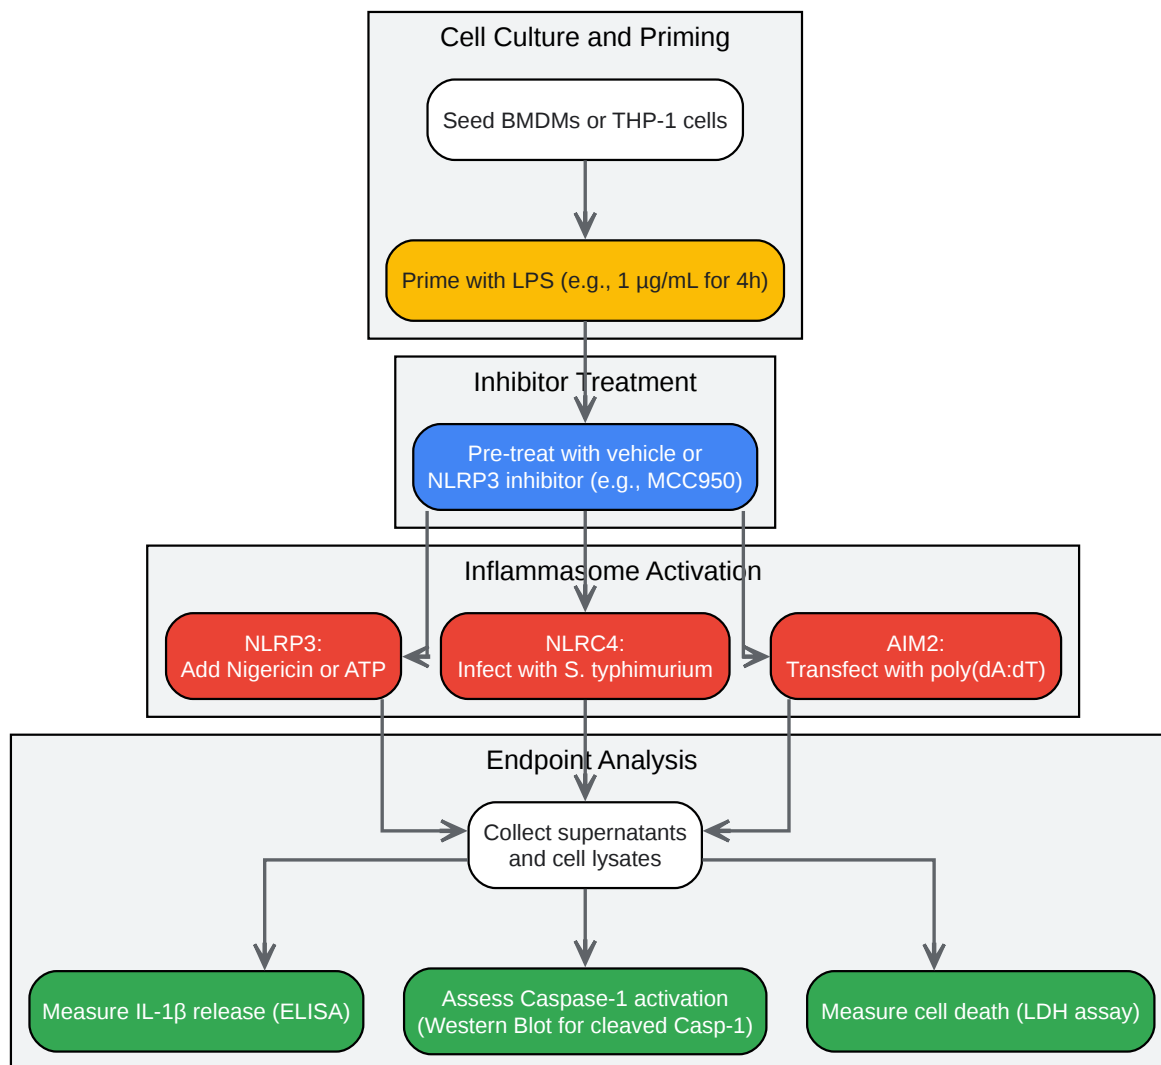 Cell Culture and Priming
Seed BMDMs or THP-1 cells
Prime with LPS (e.g., 1 µg/mL for 4h)
Inhibitor Treatment
Pre-treat with vehicle or
NLRP3 inhibitor (e.g., MCC950)
Inflammasome Activation
NLRP3:
Add Nigericin or ATP
NLRC4:
Infect with S. typhimurium
AIM2:
Transfect with poly(dA:dT)
Endpoint Analysis
Collect supernatants
and cell lysates
Measure IL-1β release (ELISA)
Assess Caspase-1 activation
(Western Blot for cleaved Casp-1)
Measure cell death (LDH assay)